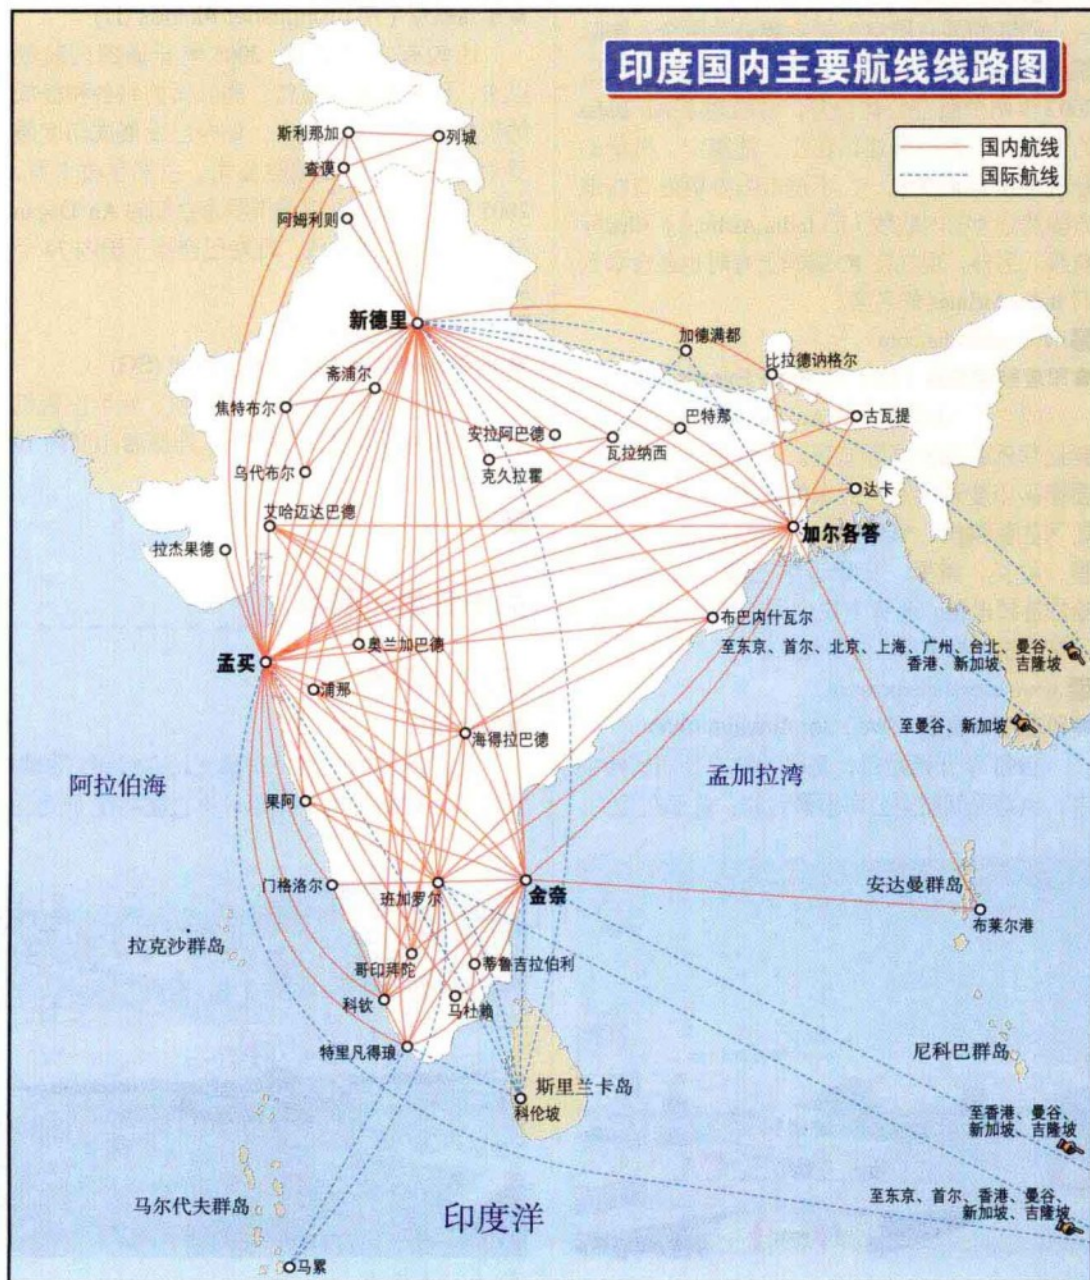 印度国内主要航线线路图
国内航线
国际航线
斯利那加
列城
查谟
阿姆利则
新德里
加德满都
比拉德讷格尔
斋浦尔
焦特布尔
安拉阿巴德
巴特那
古瓦提
瓦拉纳西
克久拉霍
乌代布尔
达卡
艾哈迈达巴德
拉杰果德
加尔各答
布巴内什瓦尔
奥兰加巴德
至东京、首尔、北京、上海、广州、台北、曼谷、
香港、新加坡、吉隆坡
孟买
浦那
海得拉巴德
至曼谷、新加坡
阿拉伯海
孟加拉湾
果阿
门格洛尔
班加罗尔
金奈
安达曼群岛
布莱尔港
拉克沙群岛
哥印拜陀
蒂鲁吉拉伯利
科钦
马杜赖
特里凡得琅
尼科巴群岛
斯里兰卡岛
科伦坡
至香港、曼谷、
新加坡、吉隆坡
马尔代夫群岛
印度洋
至东京、首尔、香港、曼谷、
新加坡、吉隆坡
马累